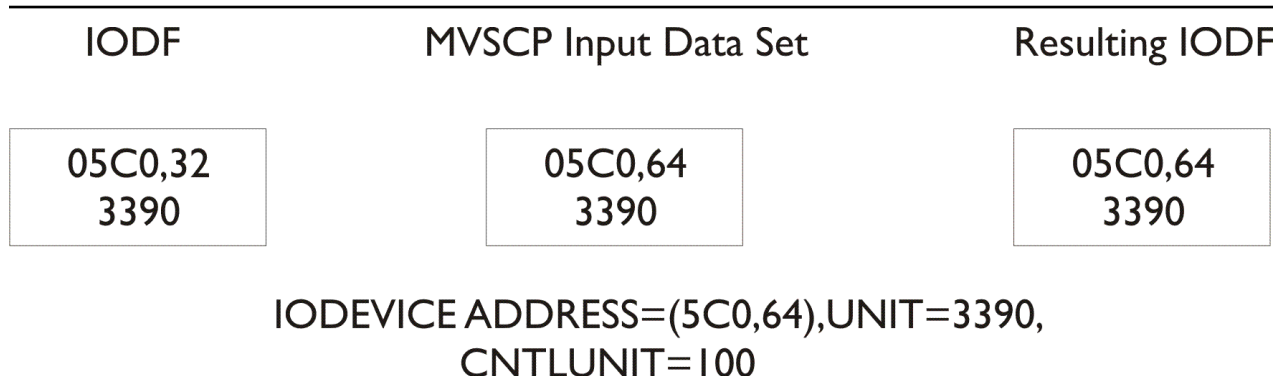 IODF MVSCP Input Data Set Resulting IODF
05C0,32 05C0,64 05C0,64
3390 3390 3390
IODEVICE ADDRESS=(5C0,64),UNIT=3390,
CNTLUNIT=100